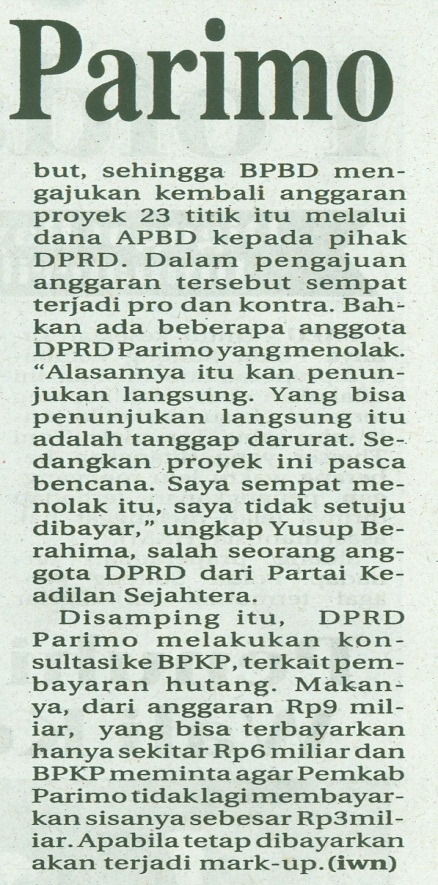 Parimo
but, sehingga BPBD men-
gajukan kembali anggaran
proyek 23 titik itu melalui
dana APBD kepada pihak
DPRD. Dalam pengajuan
anggaran tersebut sempat
terjadi pro dan kontra. Bah-
kan ada beberapa anggota
DPRD Parimo yang menolak.
“Alasannya itu kan penun-
jukan langsung. Yang bisa
penunjukan langsung itu
adalah tanggap darurat. Se-
dangkan proyek ini pasca
bencana. Saya sempat me-
nolak itu, saya tidak setuju
dibayar,” ungkap Yusup Be-
rahima, salah seorang ang-
gota DPRD dari Partai Ke-
adilan Sejahtera.
Disamping itu, DPRD
Parimo melakukan kon-
sultasi ke BPKP, terkait pem-
bayaran hutang. Makan-
ya, dari anggaran Rp9 mil-
iar, yang bisa terbayarkan
hanya sekitar Rp6 miliar dan
BPKP meminta agar Pemkab
Parimo tidak lagi membayar-
kan sisanya sebesar Rp3 mil-
iar. Apabila tetap dibayarkan
akan terjadi mark-up. (iwn)